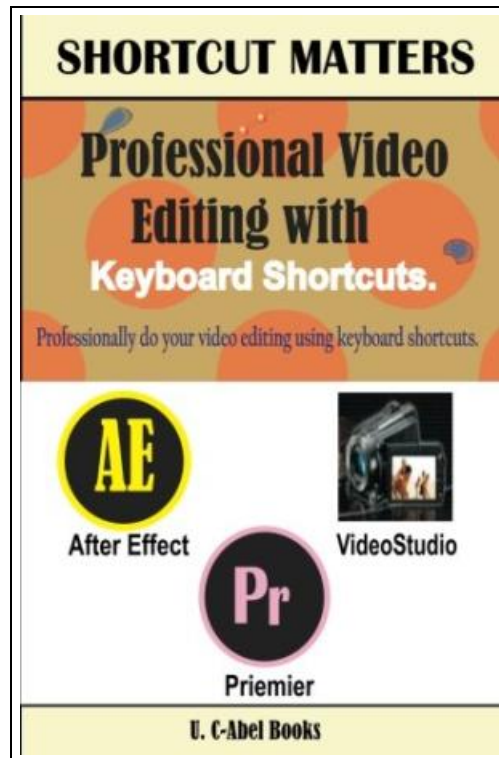 SHORTCUT MATTERS
Professional Video
Editing with
Keyboard Shortcuts.
Professionally do your video editing using keyboard shortcuts.
AE
After Effect
VideoStudio
Pr
Priemier
U. C-Abel Books